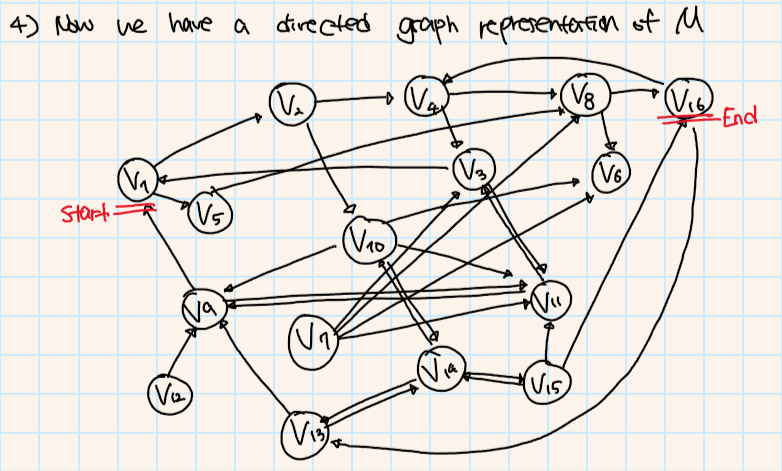 4) Now we have a directed graph representation of M
V2
V4
V8
V16
End
V1
V3
V6
Start
V5
V10
V9
V11
V7
V14
V15
V12
V13